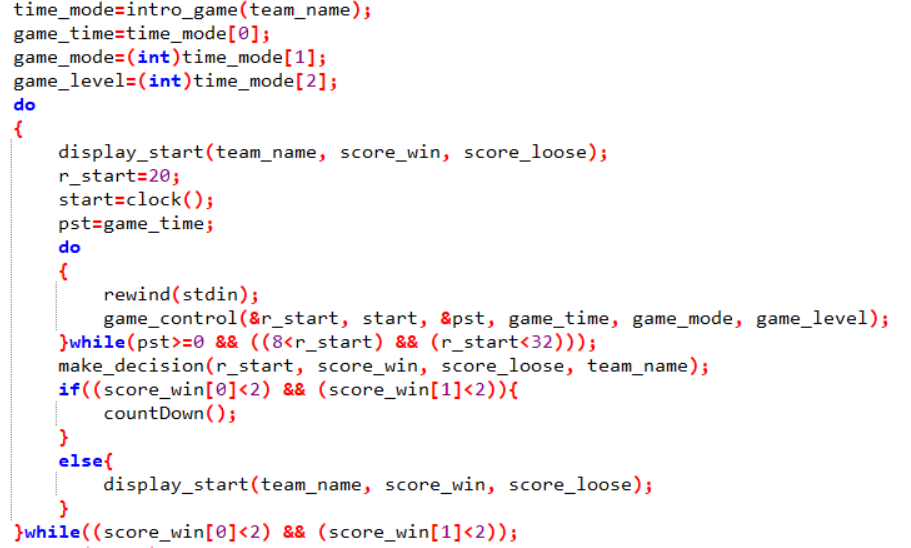 time_mode=intro_game(team_name);
game_time=time_mode[0];
game_mode=(int)time_mode[1];
game_level=(int)time_mode[2];
do
{
    display_start(team_name, score_win, score_loose);
    r_start=20;
    start=clock();
    pst=game_time;
    do
    {
        rewind(stdin);
        game_control(&r_start, start, &pst, game_time, game_mode, game_level);
    }while(pst>=0 && ((8<r_start) && (r_start<32)));
    make_decision(r_start, score_win, score_loose, team_name);
    if((score_win[0]<2) && (score_win[1]<2)){
        countDown();
    }
    else{
        display_start(team_name, score_win, score_loose);
    }
}while((score_win[0]<2) && (score_win[1]<2));